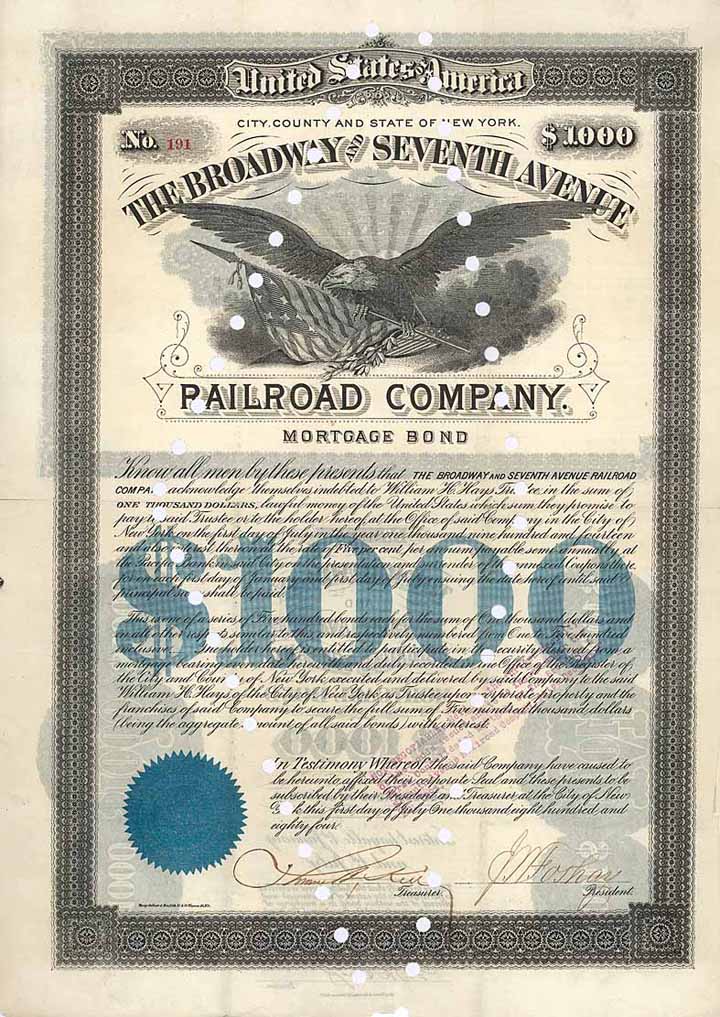 United States of America
CITY, COUNTY AND STATE OF NEW YORK.
No. 191
$1000
THE BROADWAY AND SEVENTH AVENUE
RAILROAD COMPANY.
MORTGAGE BOND
Know all men by these presents that THE BROADWAY AND SEVENTH AVENUE RAILROAD
COMPANY acknowledge themselves indebted to William H. Hays Trustee in the sum of
ONE THOUSAND DOLLARS, lawful money of the United States which sum they promise to
pay to said Trustee or to the holder hereof at the Office of said Company in the City of
New York on the first day of July in the year one thousand nine hundred and fourteen
and also interest thereon at the rate of Five per cent per annum payable semi annually at
the Bank in said City on the presentation and surrender of the annexed Coupons therefor
on each first day of January and first day of July ensuing the date hereof until said
principal sum shall be paid.
$1000
This is one of a series of Five hundred bonds each for the sum of One thousand dollars and
in all other respects similar to this and respectively numbered from One to Five hundred
inclusive holders entitled to participate in the security derived from a
mortgage bearing even date herewith and duly recorded in the Office of the Register of
the City and County of New York executed and delivered by said Company to the said
William H. Hays of the City of New York as Trustee upon corporate property and the
franchises of said Company to secure the full sum of Five hundred thousand dollars
(being the aggregate amount of all said bonds) with interest.
In Testimony Whereof, the said Company have caused to
be hereunto affixed their corporate Seal and these presents to be
subscribed by their President and Treasurer at the City of New
York this first day of July One thousand eight hundred and
eighty four.
Treasurer.
President.